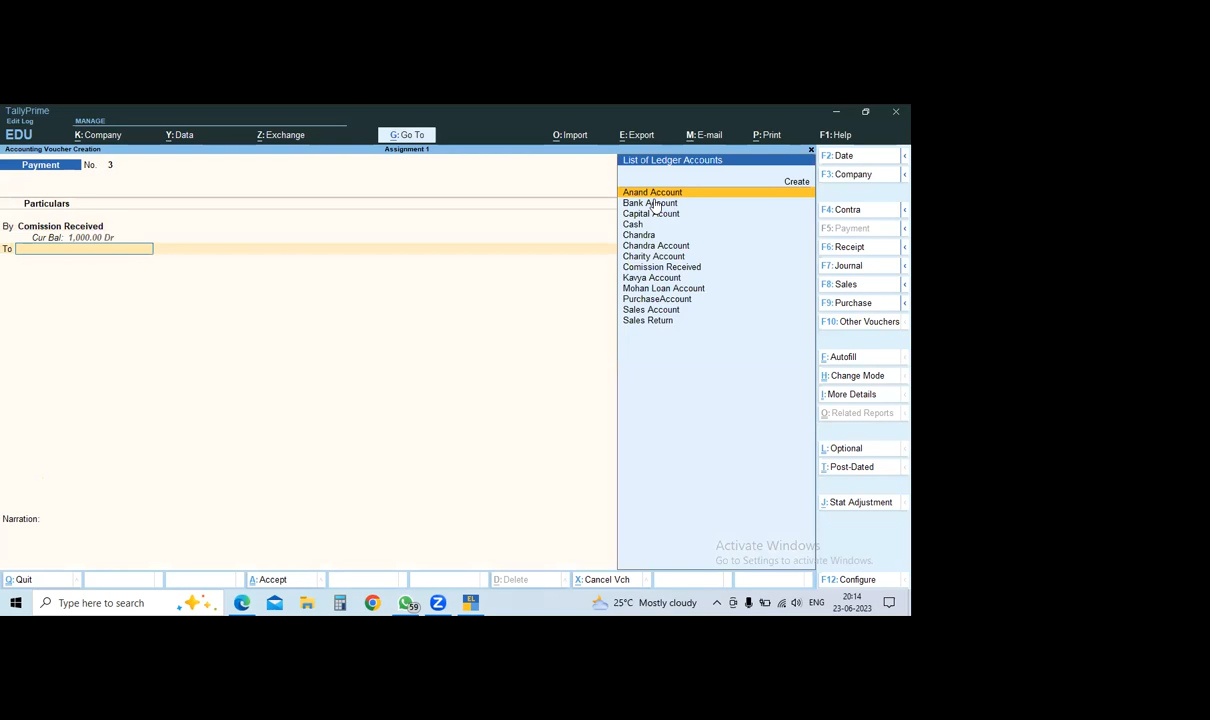 TallyPrime
Edit Log
MANAGE
EDU
K: Company
Y: Data
Z: Exchange
G: Go To
O: Import
E: Export
M: E-mail
P: Print
F1: Help
Accounting Voucher Creation
Assignment 1
Payment No. 3
Particulars
By Comission Received
Cur Bal: 1,000.00 Dr
To
Narration:
List of Ledger Accounts
Create
Anand Account
Bank
Capital
Cash
Chandra
Chandra Account
Charity Account
Comission Received
Kavya Account
Mohan Loan Account
PurchaseAccount
Sales Account
Sales Return
F2: Date
F3: Company
F4: Contra
F5: Payment
F6: Receipt
F7: Journal
F8: Sales
F9: Purchase
F10: Other Vouchers
F: Autofill
H: Change Mode
I: More Details
O: Related Reports
L: Optional
T: Post-Dated
J: Stat Adjustment
Activate Windows
Go to Settings to activate Windows.
Q: Quit
A: Accept
D: Delete
X: Cancel Vch
F12: Configure
Type here to search
59
EL
25°C Mostly cloudy
ENG
20:14
23-06-2023